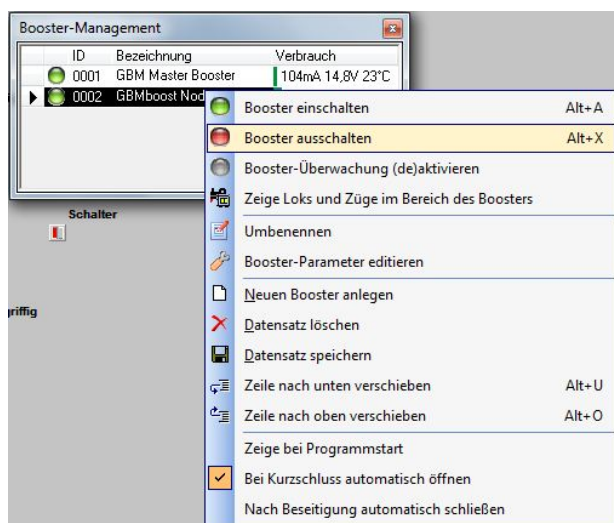 Booster-Management
ID Bezeichnung Verbrauch
0001 GBM Master Booster 104mA 14,8V 23°C
0002 GBMboost Nod
Booster einschalten Alt+A
Booster ausschalten Alt+X
Booster-Überwachung (de)aktivieren
Zeige Loks und Züge im Bereich des Boosters
Schalter
Umbenennen
Booster-Parameter editieren
Neuen Booster anlegen
griffig
Datensatz löschen
Datensatz speichern
Zeile nach unten verschieben Alt+U
Zeile nach oben verschieben Alt+O
Zeige bei Programmstart
Bei Kurzschluss automatisch öffnen
Nach Beseitigung automatisch schließen